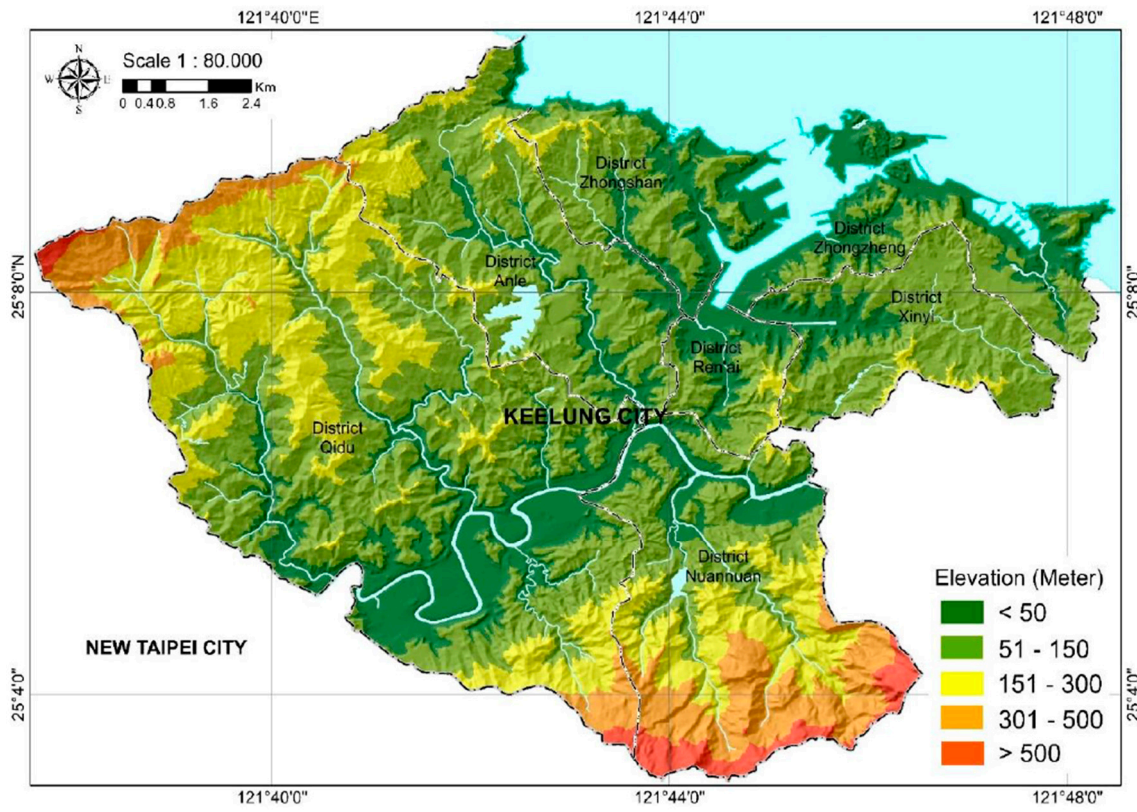 121°40'0"E
121°44'0"
121°48'0"
N
W E
S
Scale 1 : 80.000
0 0.4 0.8 1.6 2.4 Km
District
Zhongshan
District
Zhongzheng
District
Anle
25°8'0"N
25°8'0"
District
Xinyi
District
Ren'ai
KEELUNG CITY
District
Qidu
District
Nuannuan
NEW TAIPEI CITY
Elevation (Meter)
< 50
51 - 150
151 - 300
301 - 500
> 500
25°4'0"
25°4'0"
121°40'0"
121°44'0"
121°48'0"